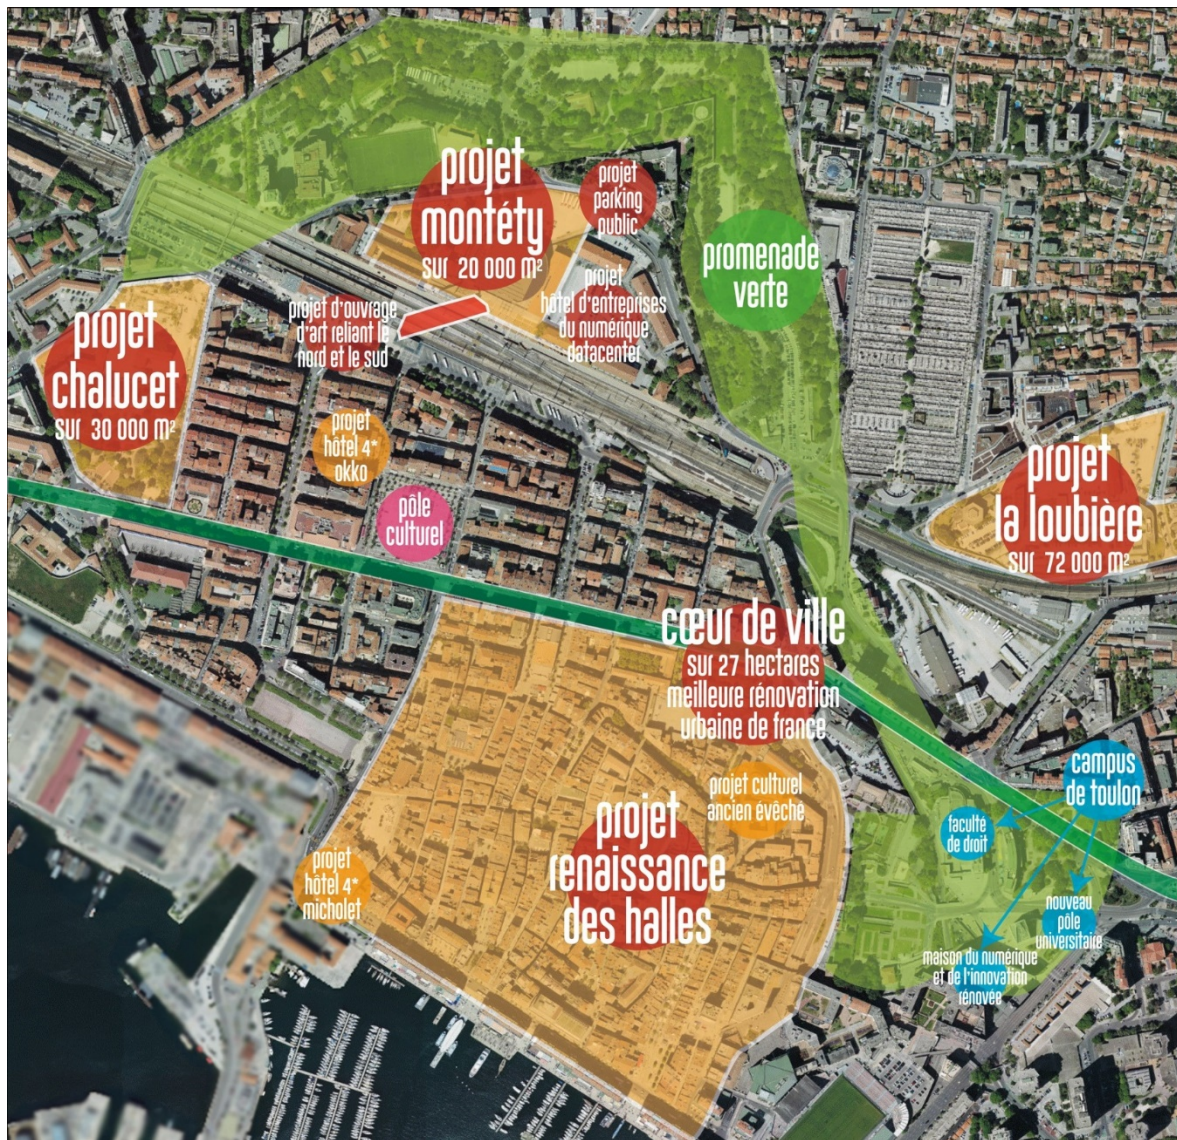 projet
montéty
sur 20 000 m²
projet
parking
public
promenade
verte
projet
hôtel d'entreprises
du numérique
datacenter
projet d'ouvrage
d'art reliant le
nord et le sud
projet
chalucet
sur 30 000 m²
projet
hôtel 4*
okko
pôle
culturel
projet
la loubière
sur 72 000 m²
cœur de ville
sur 27 hectares
meilleure rénovation
urbaine de france
projet culturel
ancien évêché
projet
renaissance
des halles
projet
hôtel 4*
micholet
campus
de toulon
faculté
de droit
nouveau
pôle
universitaire
maison du numérique
et de l'innovation
rénovée